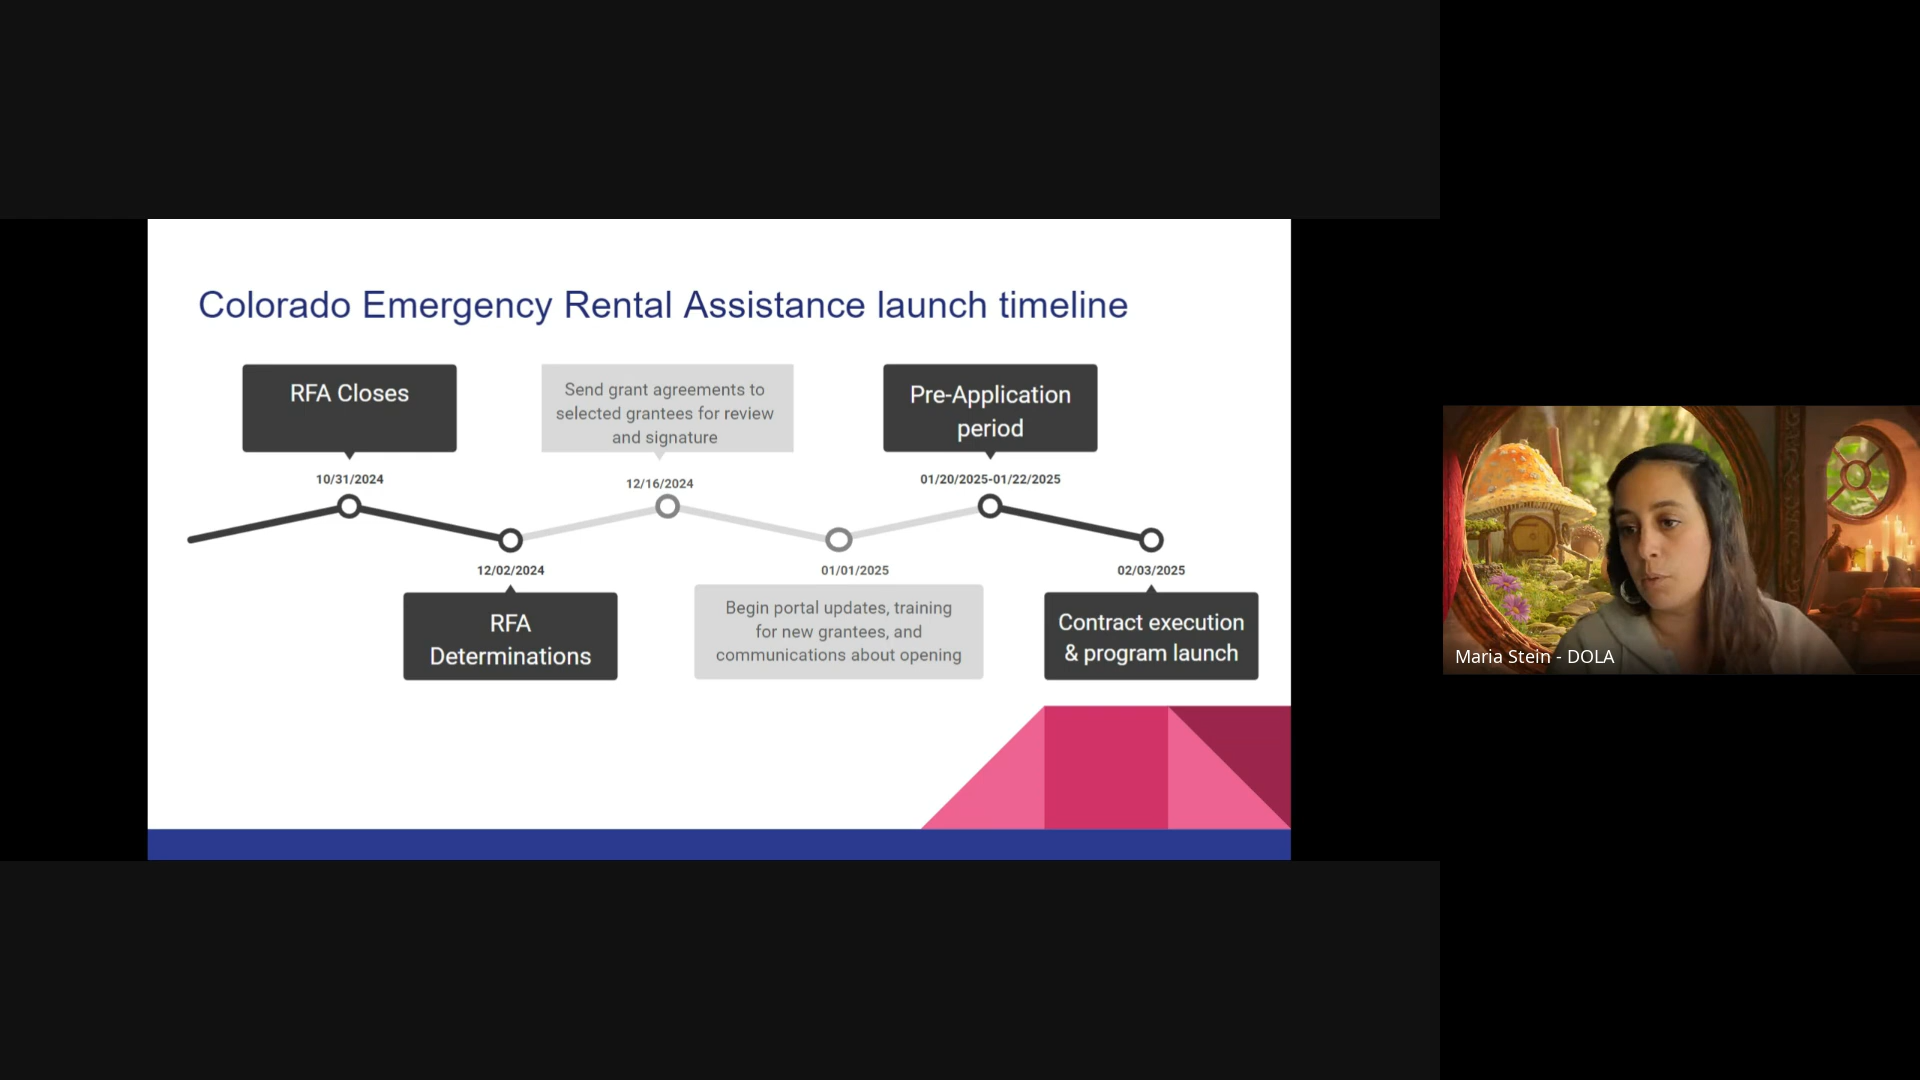 Colorado Emergency Rental Assistance launch timeline
RFA Closes
10/31/2024
Send grant agreements to
selected grantees for review
and signature
12/16/2024
Pre-Application
period
01/20/2025-01/22/2025
12/02/2024
RFA
Determinations
01/01/2025
Begin portal updates, training
for new grantees, and
communications about opening
02/03/2025
Contract execution
& program launch
Maria Stein - DOLA